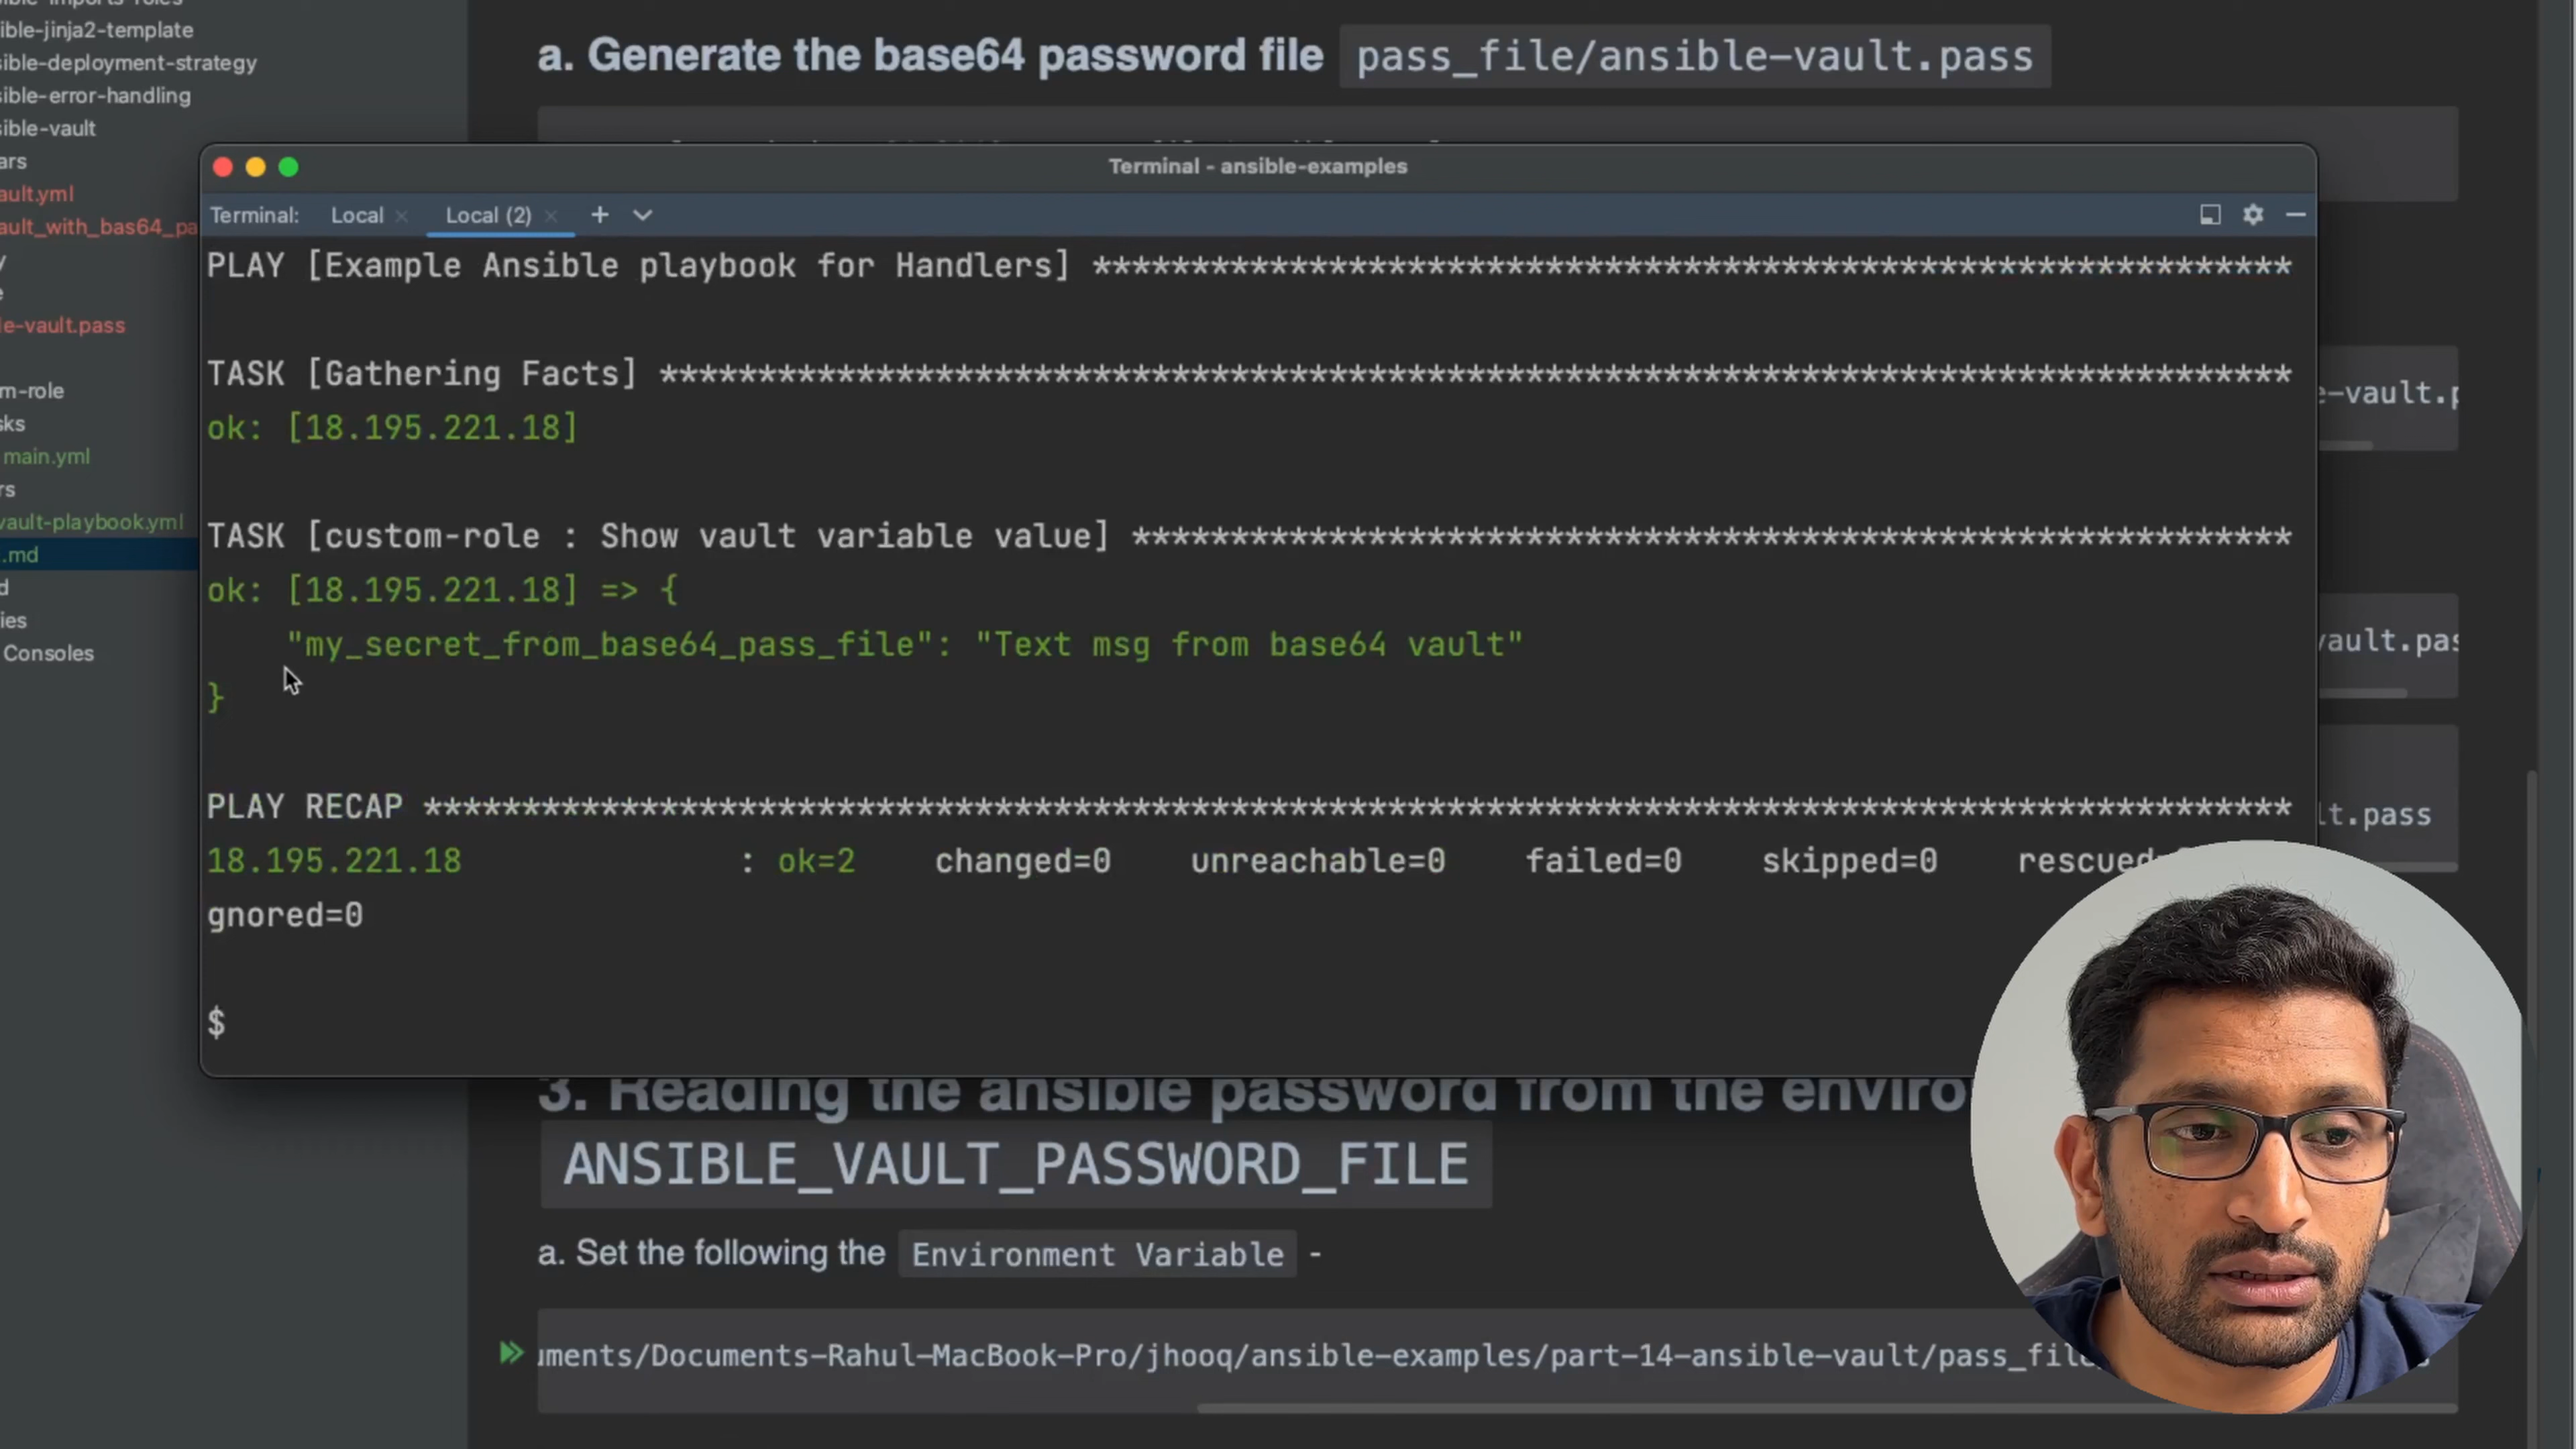 ible-jinja2-template
sible-deployment-strategy
sible-error-handling
sible-vault
ars
ault.yml
ault_with_bas64_pa
le-vault.pass
m-role
sks
main.yml
rs
vault-playbook.yml
.md
d
ies
Consoles
a. Generate the base64 password file pass_file/ansible-vault.pass
Terminal - ansible-examples
Terminal: Local × Local (2) × +
PLAY [Example Ansible playbook for Handlers] *************************************************************
TASK [Gathering Facts] ***********************************************************************************
ok: [18.195.221.18]
TASK [custom-role : Show vault variable value] ***********************************************************
ok: [18.195.221.18] => {
"my_secret_from_base64_pass_file": "Text msg from base64 vault"
}
PLAY RECAP ***********************************************************************************************
18.195.221.18 : ok=2 changed=0 unreachable=0 failed=0 skipped=0
gnored=0
$
e-vault.p
vault.pas
lt.pass
3. Reading the ansible password from the
ANSIBLE_VAULT_PASSWORD_FILE
a. Set the following the Environment Variable -
uments/Documents-Rahul-MacBook-Pro/jhooq/ansible-examples/part-14-ansible-vault/pass_file